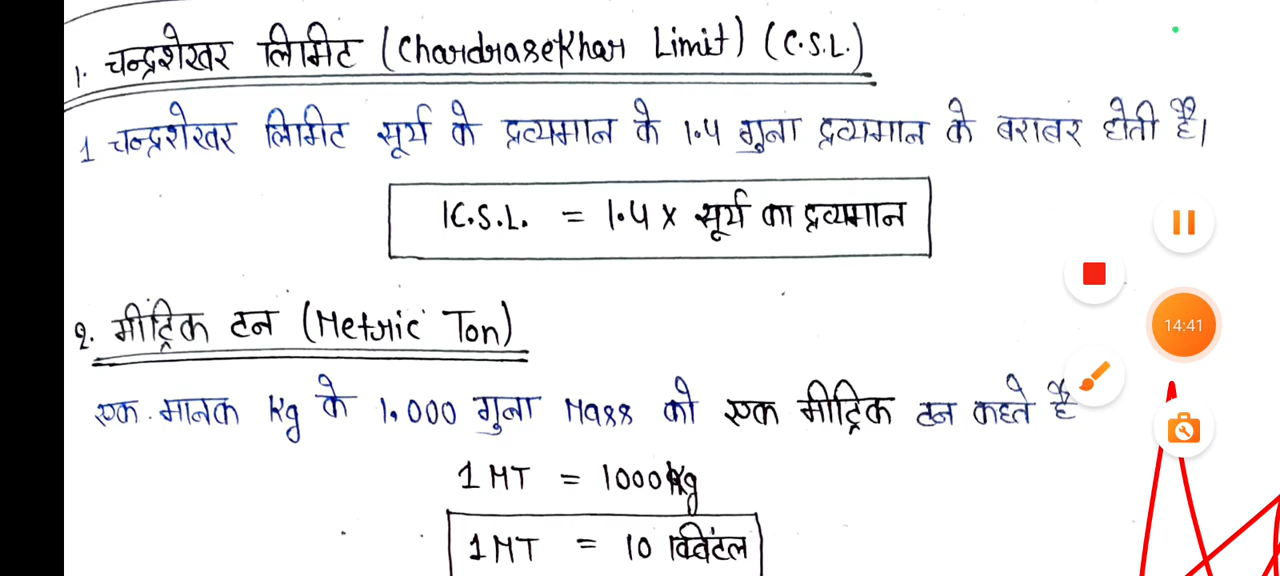 1. चन्द्रशेखर लिमिट (Chandrasekhar Limit) (C.S.L.)
1 चन्द्रशेखर लिमिट सूर्य के द्रव्यमान के 1.4 गुना द्रव्यमान के बराबर होती है।
1C.S.L. = 1.4 x सूर्य का द्रव्यमान
14:41
2. मीट्रिक टन (Metric Ton)
एक मानक Kg के 1,000 गुना Mass को एक मीट्रिक टन कहते है
1 MT = 1000 Kg
1 MT = 10 क्विंटल